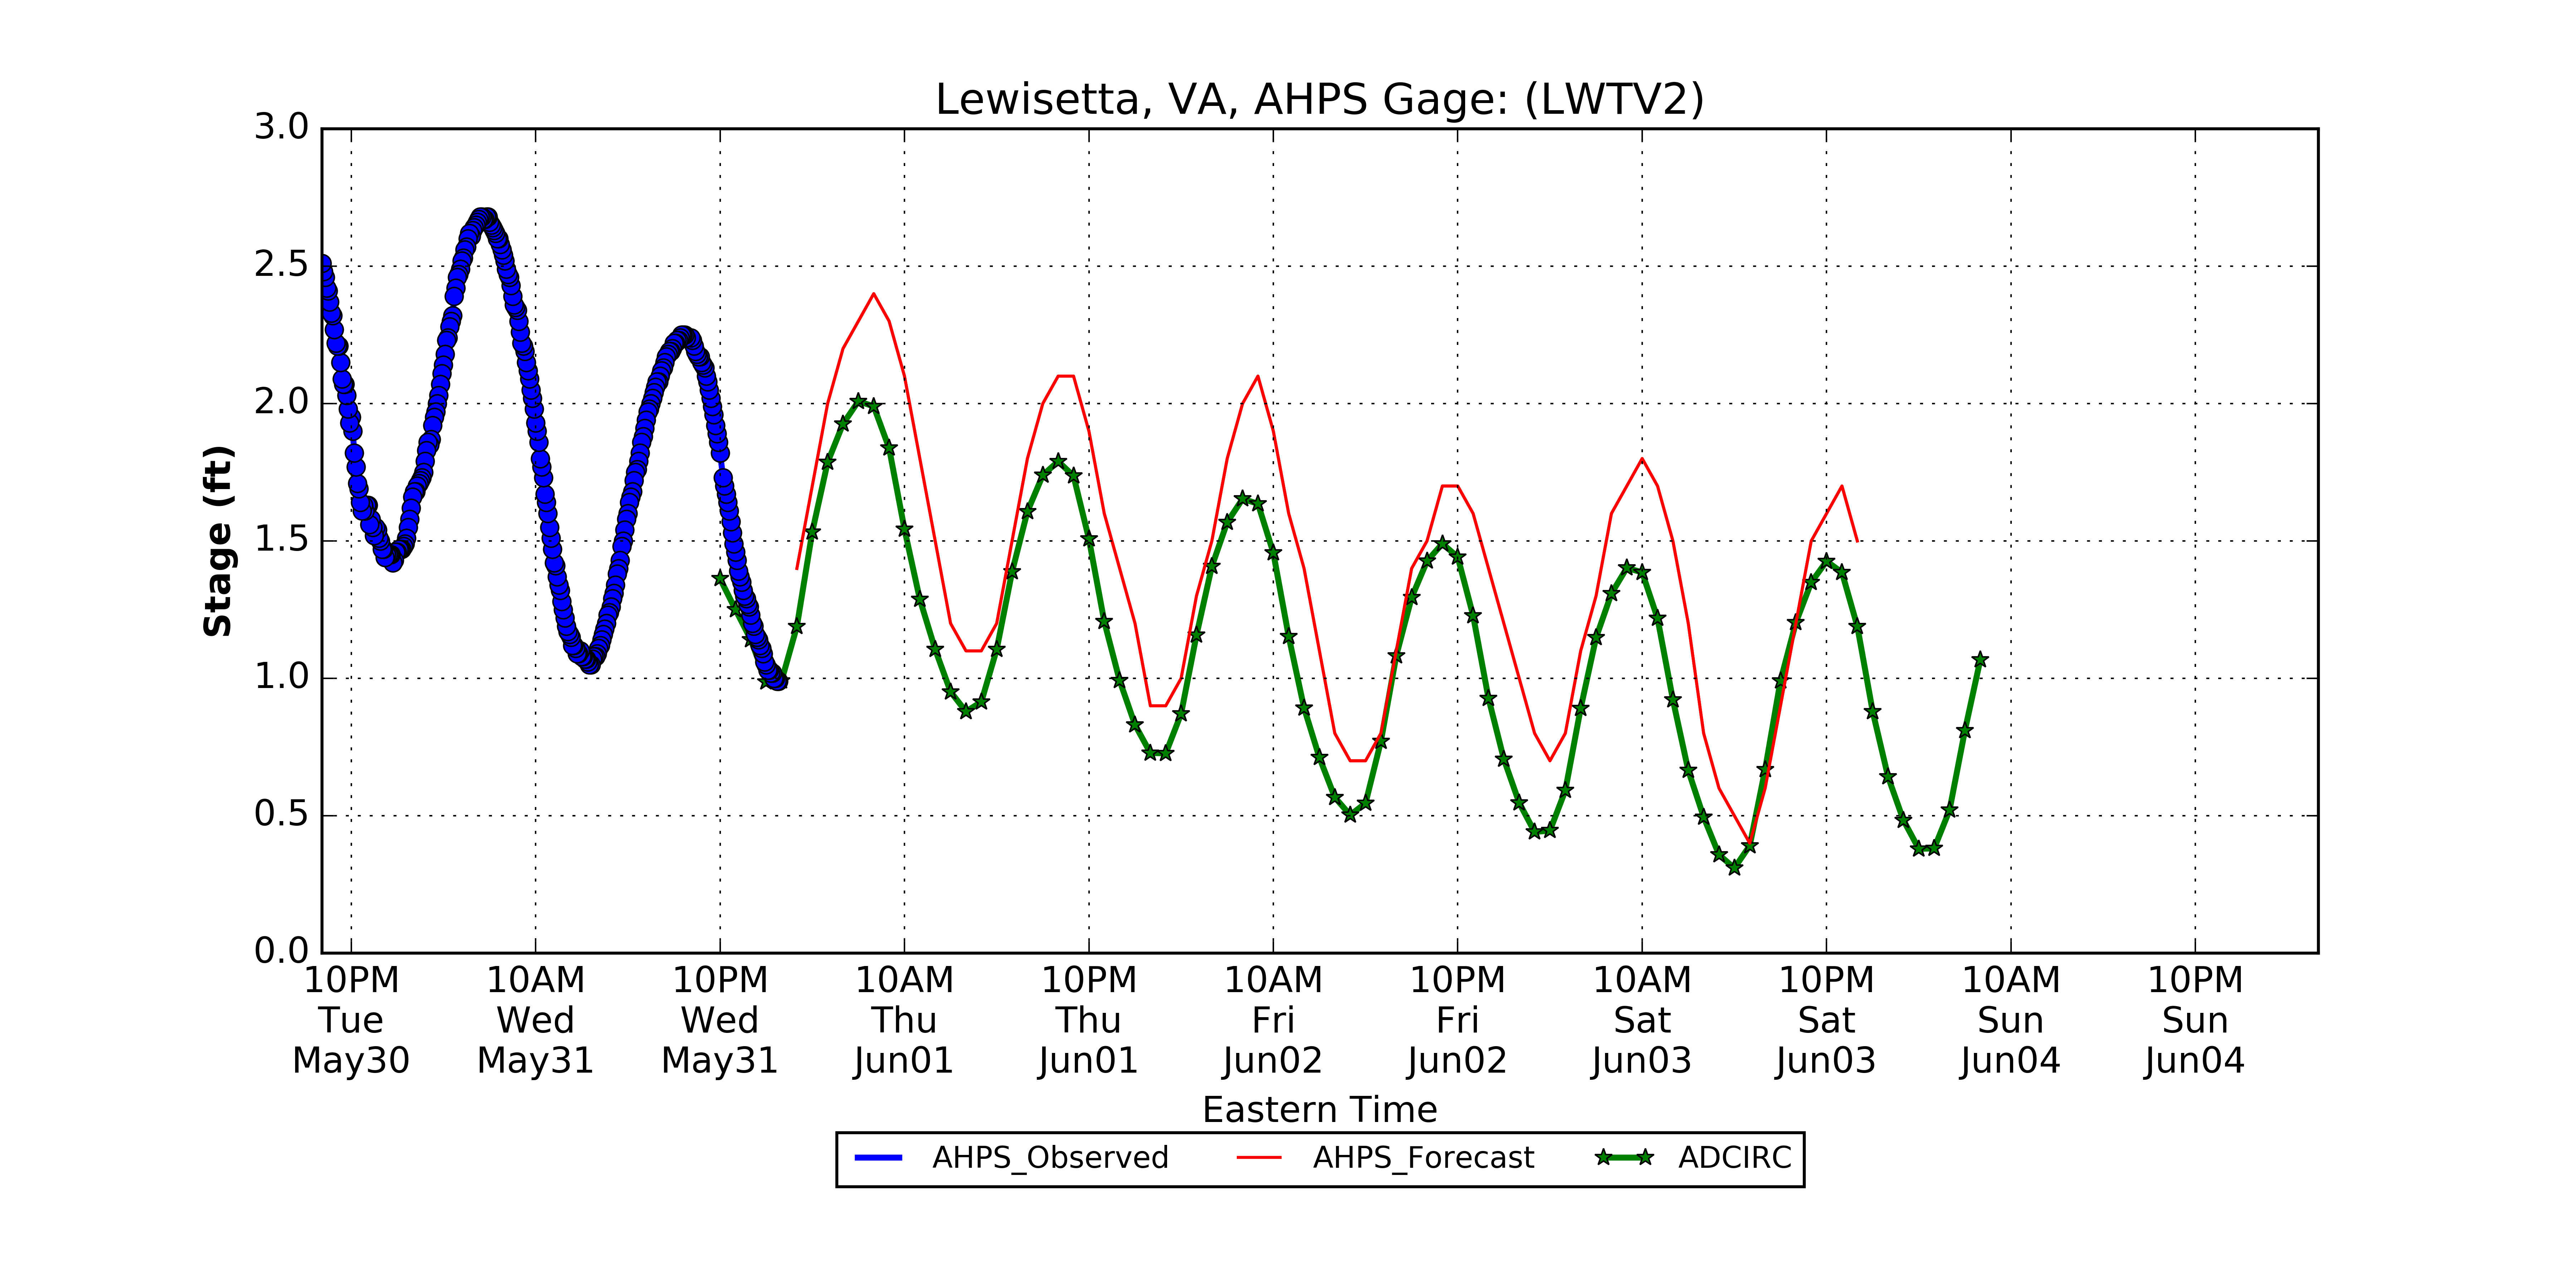 Lewisetta, VA, AHPS Gage: (LWTV2)
3.0
2.5
2.0
1.5
1.0
0.5
0.0
Stage (ft)
10PM 10AM 10PM 10AM 10PM 10AM 10PM 10AM 10PM 10AM 10PM
Tue Wed Wed Thu Thu Fri Fri Sat Sat Sun Sun
May30 May31 May31 Jun01 Jun01 Jun02 Jun02 Jun03 Jun03 Jun04 Jun04
Eastern Time
AHPS_Observed AHPS_Forecast ADCIRC